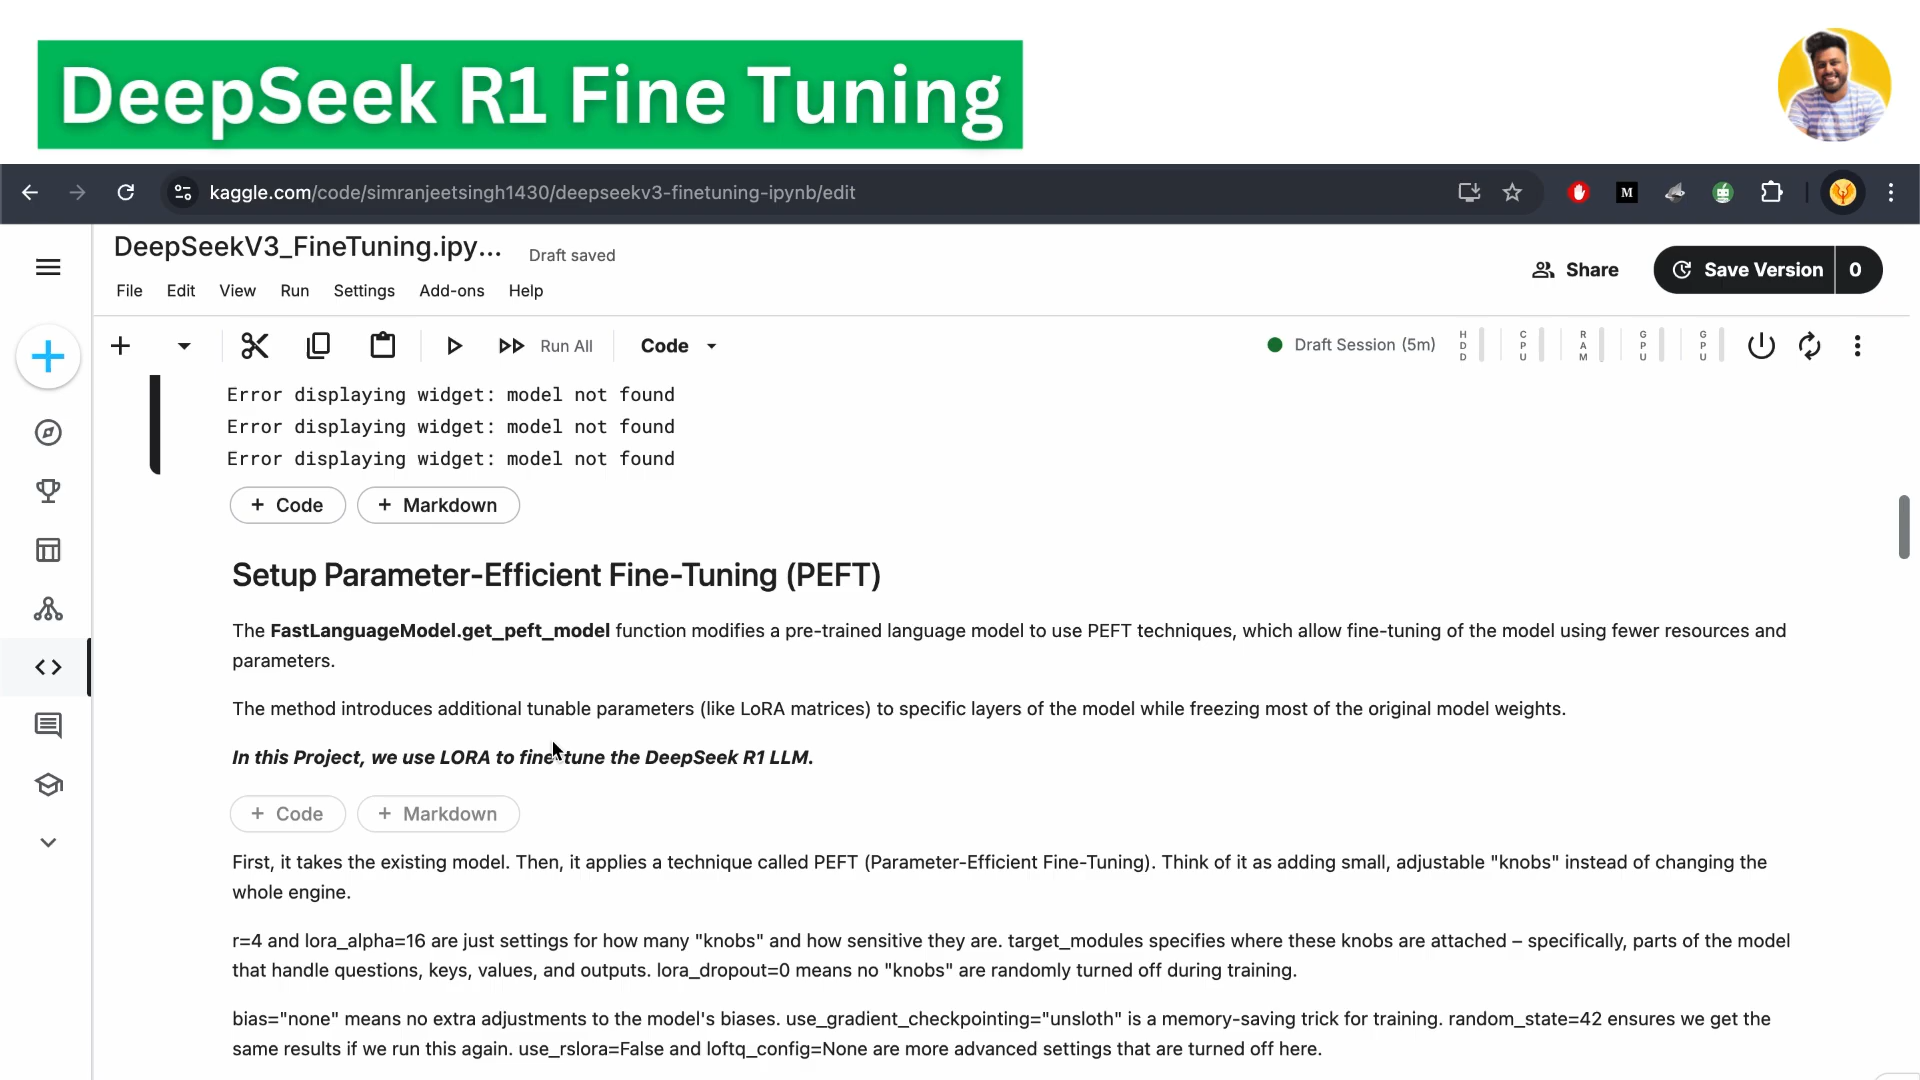 DeepSeek R1 Fine Tuning
kaggle.com/code/simranjeetsingh1430/deepseekv3-finetuning-ipynb/edit
M
DeepSeekV3_FineTuning.ipy... Draft saved
Share Save Version 0
File Edit View Run Settings Add-ons Help
Run All Code Draft Session (5m) HDD CPU RAM GPU GPU
Error displaying widget: model not found
Error displaying widget: model not found
Error displaying widget: model not found
+ Code + Markdown
Setup Parameter-Efficient Fine-Tuning (PEFT)
The FastLanguageModel.get_peft_model function modifies a pre-trained language model to use PEFT techniques, which allow fine-tuning of the model using fewer resources and
parameters.
The method introduces additional tunable parameters (like LoRA matrices) to specific layers of the model while freezing most of the original model weights.
In this Project, we use LORA to fine-tune the DeepSeek R1 LLM.
+ Code + Markdown
First, it takes the existing model. Then, it applies a technique called PEFT (Parameter-Efficient Fine-Tuning). Think of it as adding small, adjustable "knobs" instead of changing the
whole engine.
r=4 and lora_alpha=16 are just settings for how many "knobs" and how sensitive they are. target_modules specifies where these knobs are attached – specifically, parts of the model
that handle questions, keys, values, and outputs. lora_dropout=0 means no "knobs" are randomly turned off during training.
bias="none" means no extra adjustments to the model's biases. use_gradient_checkpointing="unsloth" is a memory-saving trick for training. random_state=42 ensures we get the
same results if we run this again. use_rslora=False and loftq_config=None are more advanced settings that are turned off here.